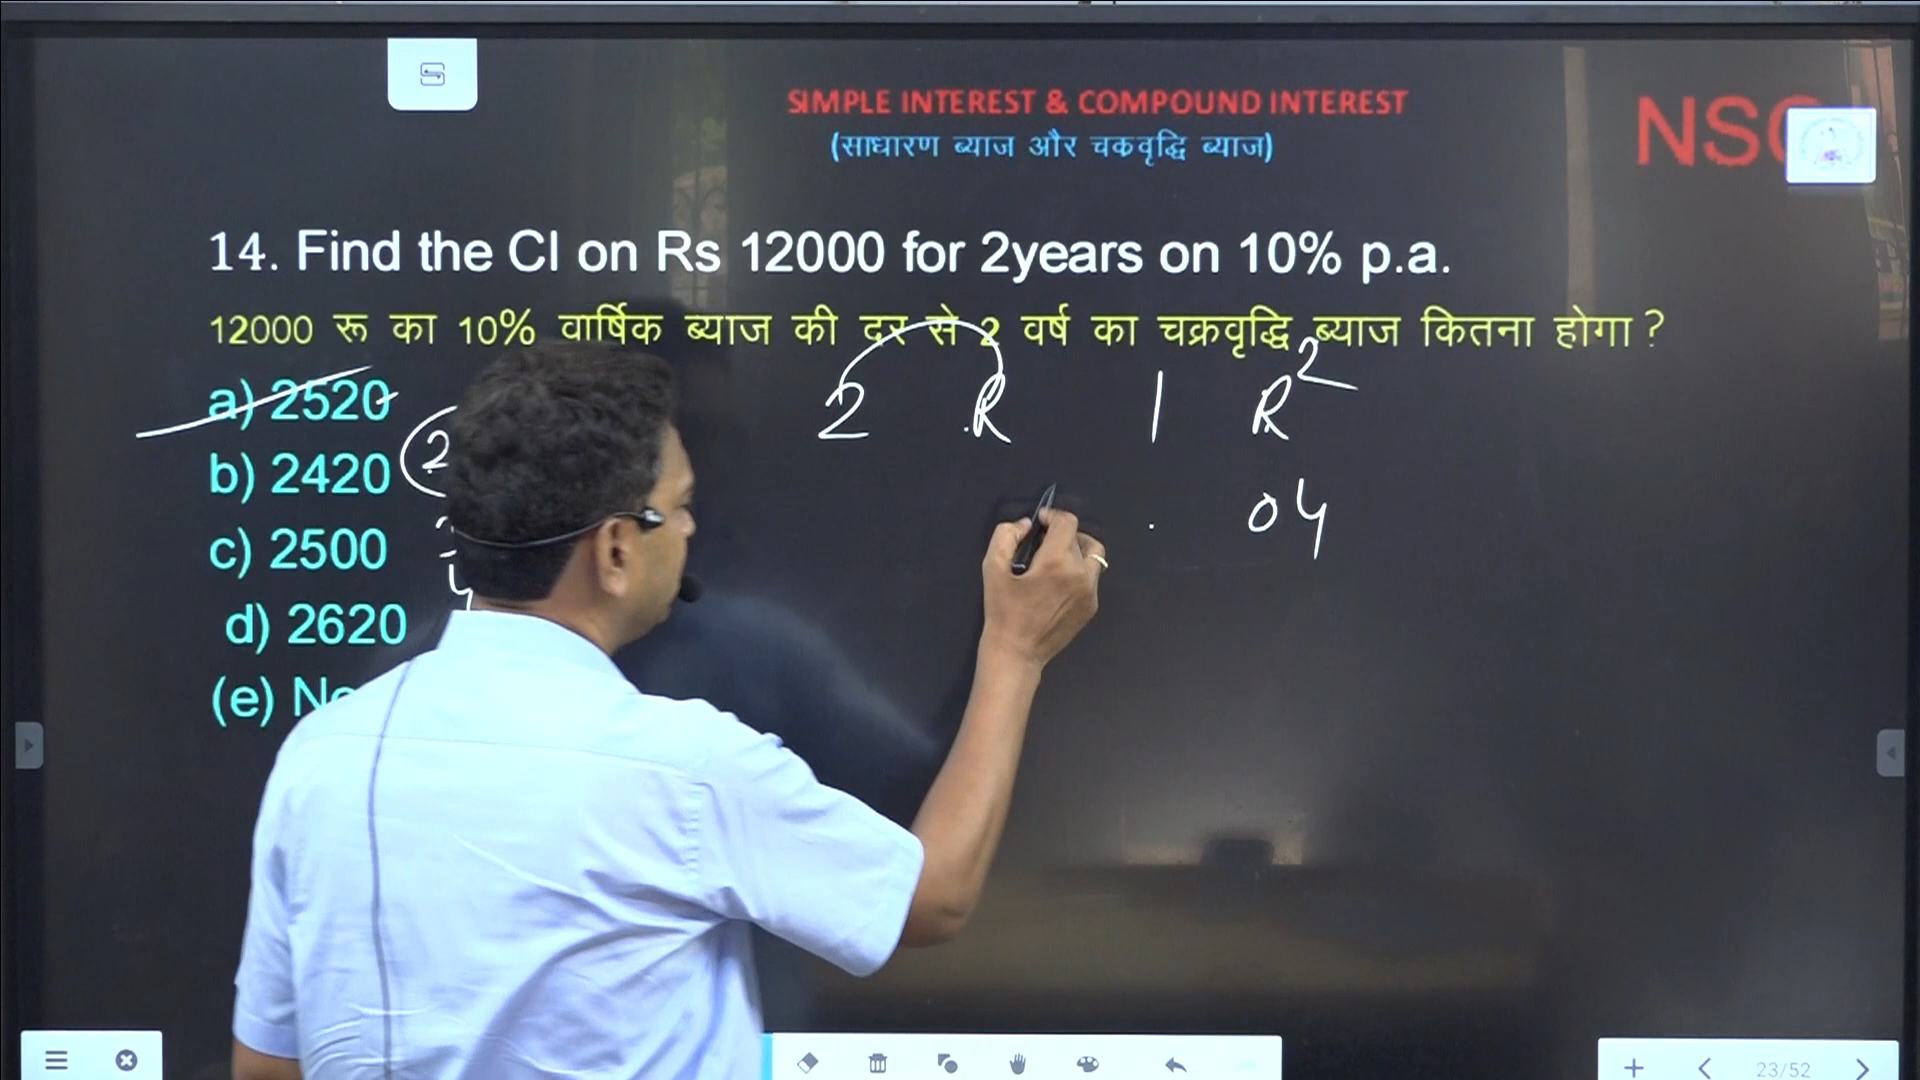 SIMPLE INTEREST & COMPOUND INTEREST
(साधारण ब्याज और चक्रवृद्धि ब्याज)
14. Find the CI on Rs 12000 for 2years on 10% p.a.
12000 रू का 10% वार्षिक ब्याज की दर से 2 वर्ष का चक्रवृद्धि ब्याज कितना होगा ?
a) 2520
b) 2420
c) 2500
d) 2620
(e)
2 R 1 R2
04
23/52